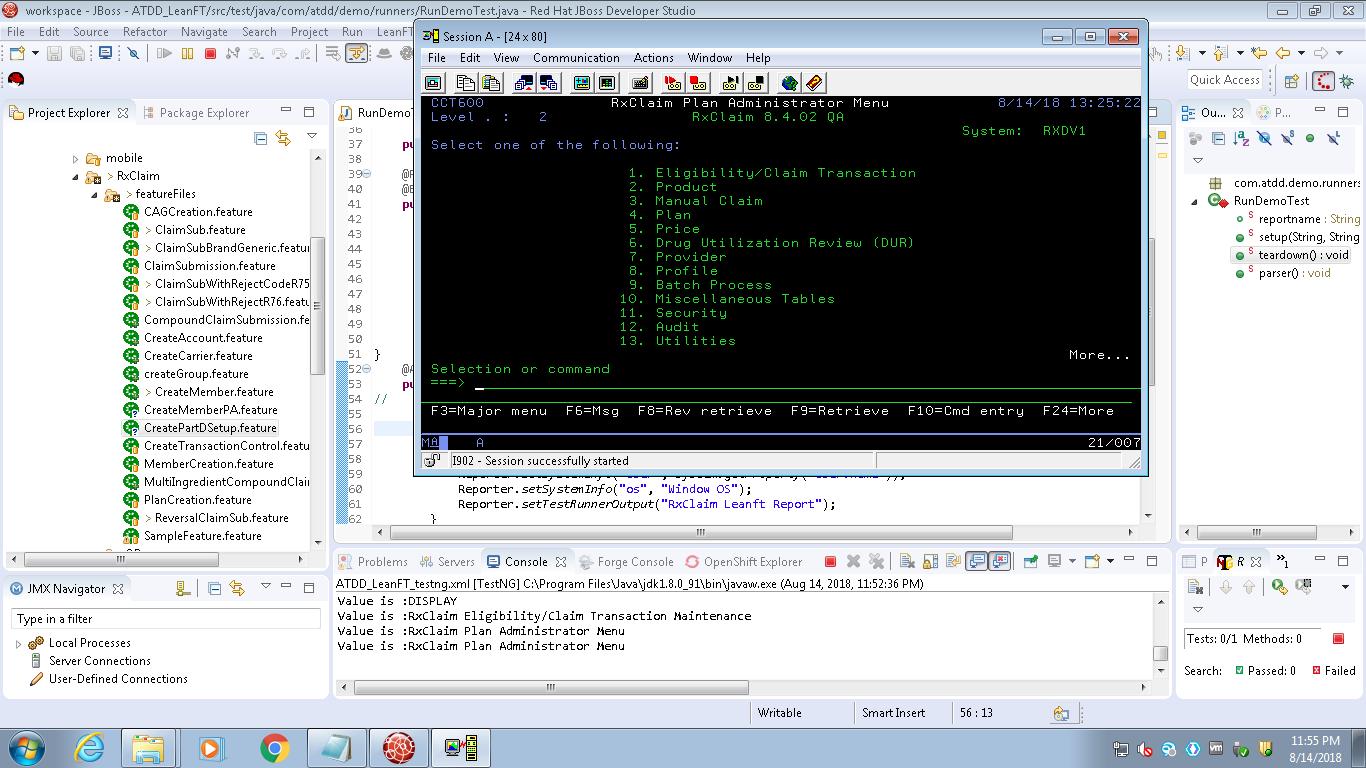 workspace - JBoss - ATDD_LeanFT/src/test/java/com/atdd/demo/runners/RunDemoTest.java - Red Hat JBoss Developer Studio
File Edit Source Refactor Navigate Search Project Run LeanFT
Quick Access
Project Explorer
Package Explorer
mobile
> RxClaim
> featureFiles
CAGCreation.feature
> ClaimSub.feature
> ClaimSubBrandGeneric.featur
ClaimSubmission.feature
> ClaimSubWithRejectCodeR75
> ClaimSubWithRejectR76.featu
CompoundClaimSubmission.fe
CreateAccount.feature
CreateCarrier.feature
createGroup.feature
> CreateMember.feature
CreateMemberPA.feature
CreatePartDSetup.feature
CreateTransactionControl.featu
MemberCreation.feature
MultiIngredientCompoundClai
PlanCreation.feature
> ReversalClaimSub.feature
SampleFeature.feature
JMX Navigator
Type in a filter
Local Processes
Server Connections
User-Defined Connections
RunDemoT
36
37 pu
38
39 @P
40 @B
41 pu
42
43
44
45
46
47
48
49
50
51 }
52 @A
53 pu
54 //
55
56
57
58
59
60 Reporter.setSystemInfo("os", "Window OS");
61 Reporter.setTestRunnerOutput("RxClaim Leanft Report");
62 }
Session A - [24 x 80]
File Edit View Communication Actions Window Help
CCT600 RxClaim Plan Administrator Menu 8/14/18 13:25:22
Level . : 2 RxClaim 8.4.02 QA
System: RXDV1
Select one of the following:
1. Eligibility/Claim Transaction
2. Product
3. Manual Claim
4. Plan
5. Price
6. Drug Utilization Review (DUR)
7. Provider
8. Profile
9. Batch Process
10. Miscellaneous Tables
11. Security
12. Audit
13. Utilities
More...
Selection or command
===>
F3=Major menu F6=Msg F8=Rev retrieve F9=Retrieve F10=Cmd entry F24=More
MA A 21/007
I902 - Session successfully started
Problems Servers Console Forge Console OpenShift Explorer
ATDD_LeanFT_testng.xml [TestNG] C:\Program Files\Java\jdk1.8.0_91\bin\javaw.exe (Aug 14, 2018, 11:52:36 PM)
Value is :DISPLAY
Value is :RxClaim Eligibility/Claim Transaction Maintenance
Value is :RxClaim Plan Administrator Menu
Value is :RxClaim Plan Administrator Menu
Ou... P...
com.atdd.demo.runners
RunDemoTest
reportname : String
setup(String, String
teardown() : void
parser() : void
P R
Tests: 0/1 Methods: 0
Search: Passed: 0 Failed
Writable Smart Insert 56 : 13
11:55 PM
8/14/2018